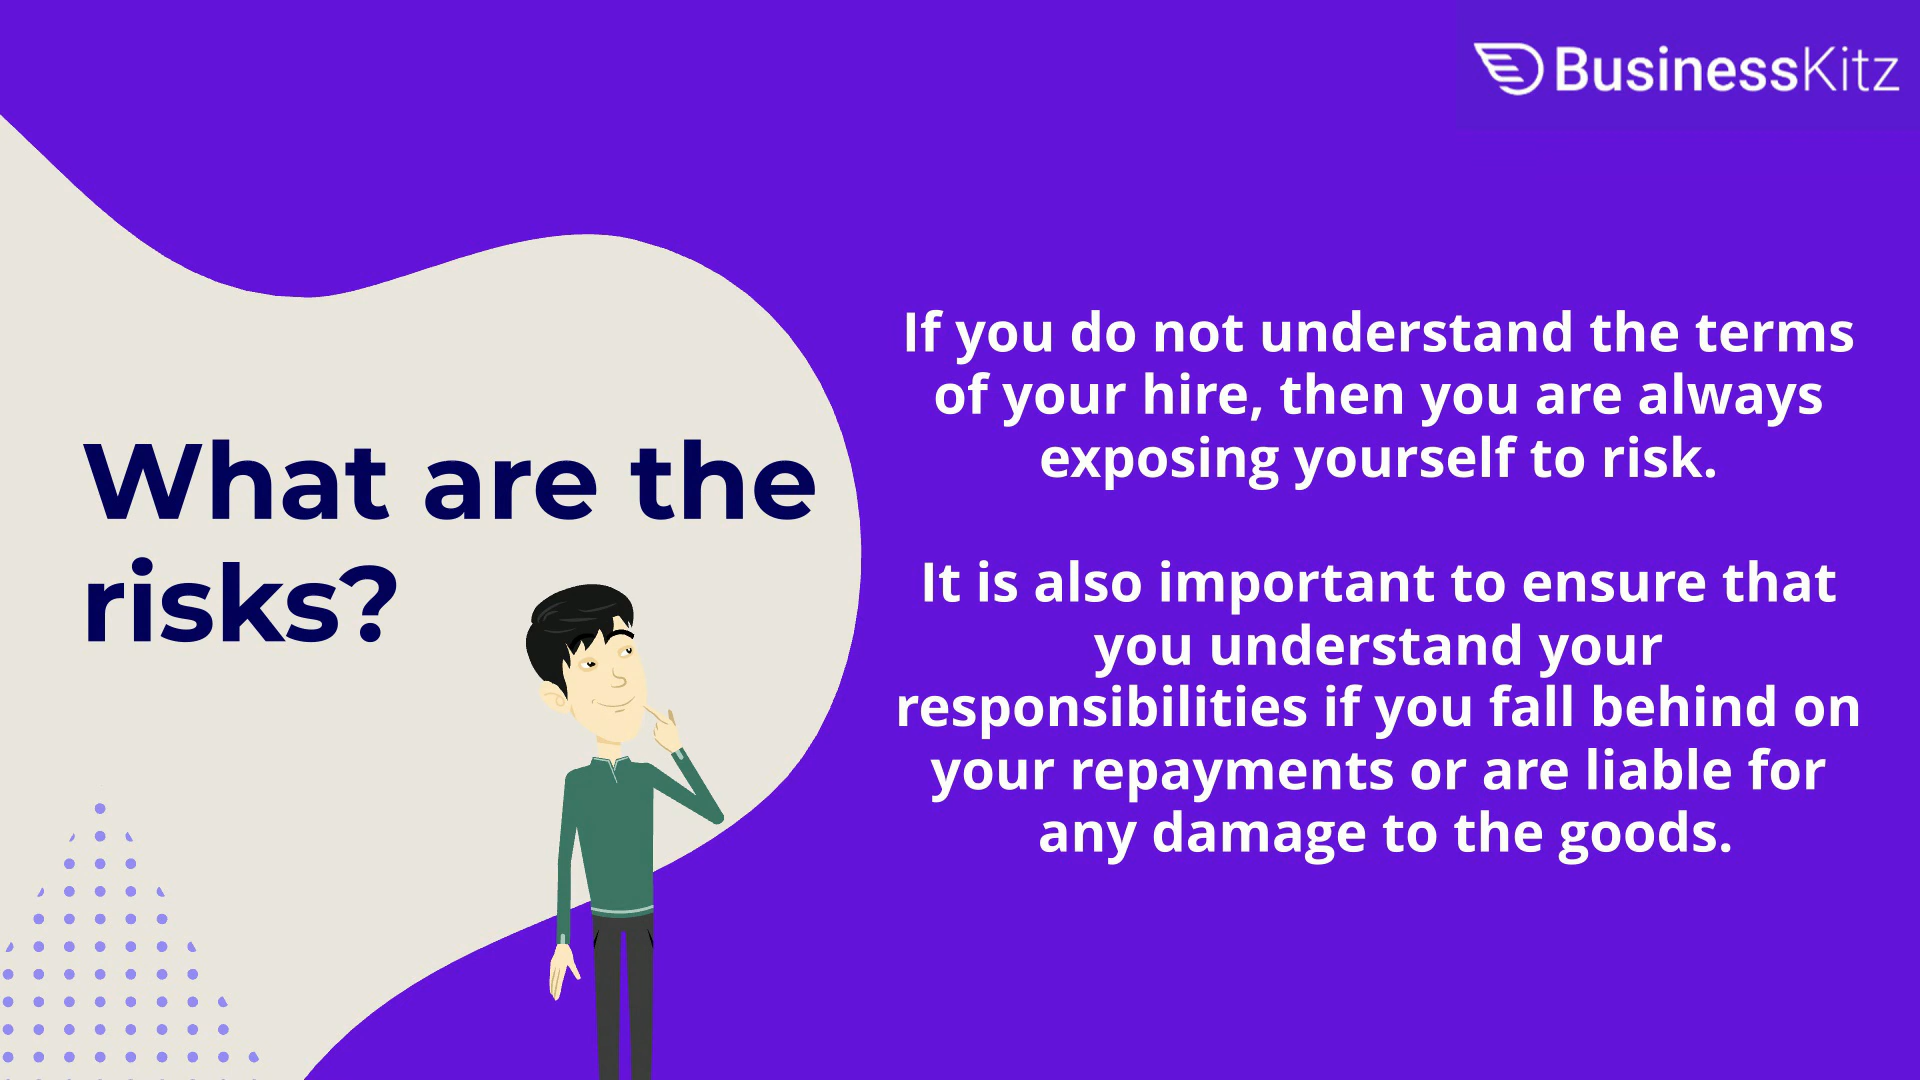 BusinessKitz
What are the
risks?
If you do not understand the terms
of your hire, then you are always
exposing yourself to risk.
It is also important to ensure that
you understand your
responsibilities if you fall behind on
your repayments or are liable for
any damage to the goods.